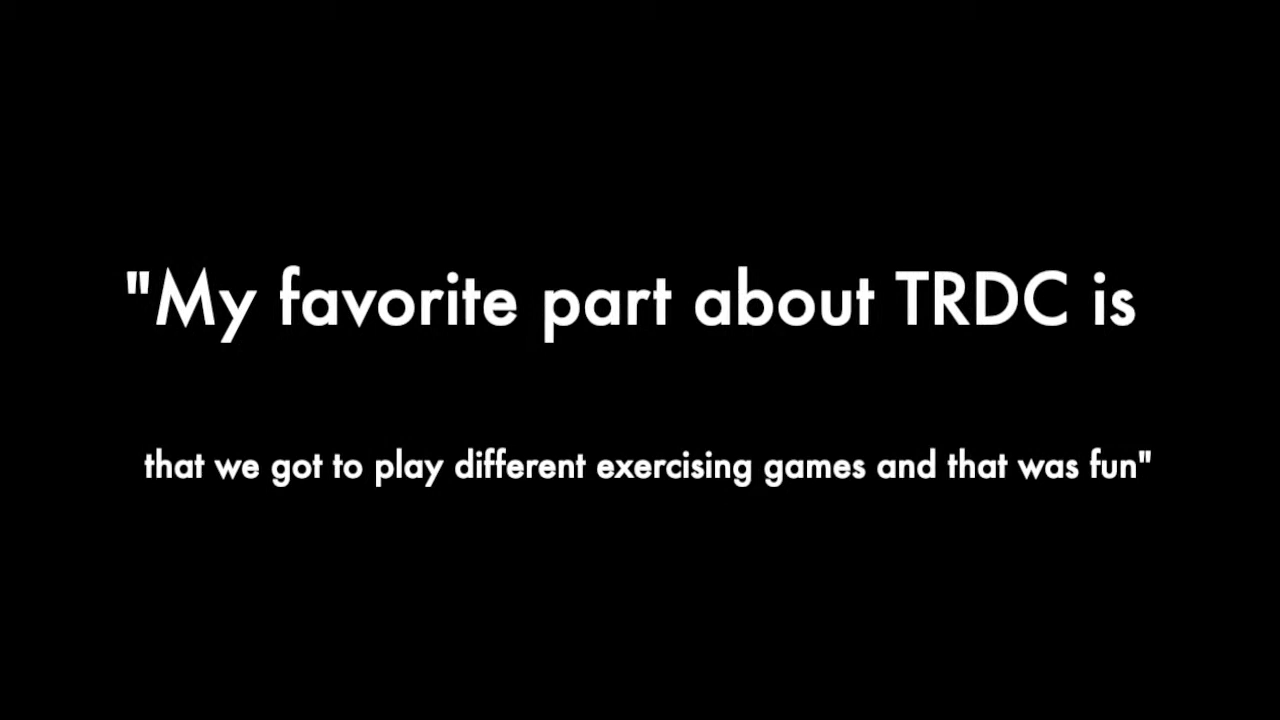 "My favorite part about TRDC is
that we got to play different exercising games and that was fun"